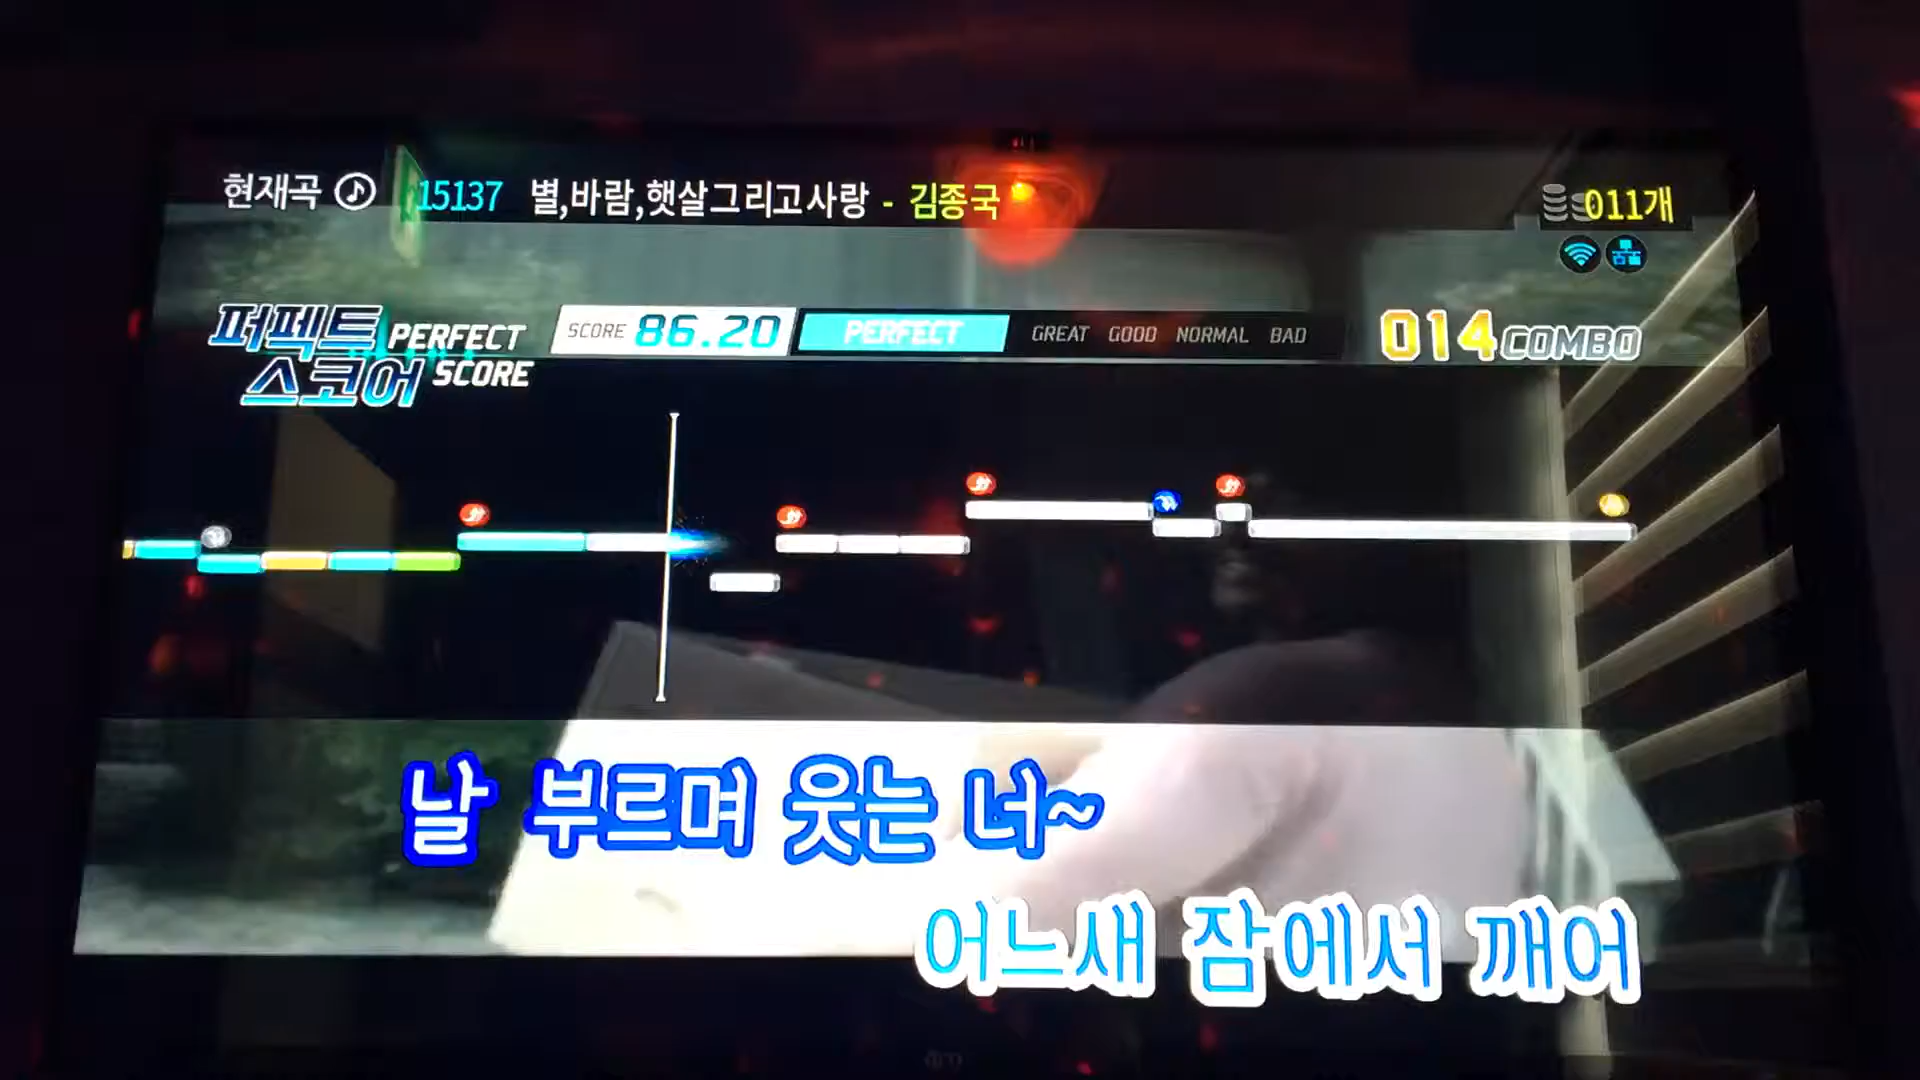 현재곡 15137 별,바람,햇살그리고사랑 - 김종국
011개
퍼펙트 스코어
PERFECT SCORE
SCORE 86.20 PERFECT GREAT GOOD NORMAL BAD
014 COMBO
날 부르며 웃는 너~
어느새 잠에서 깨어